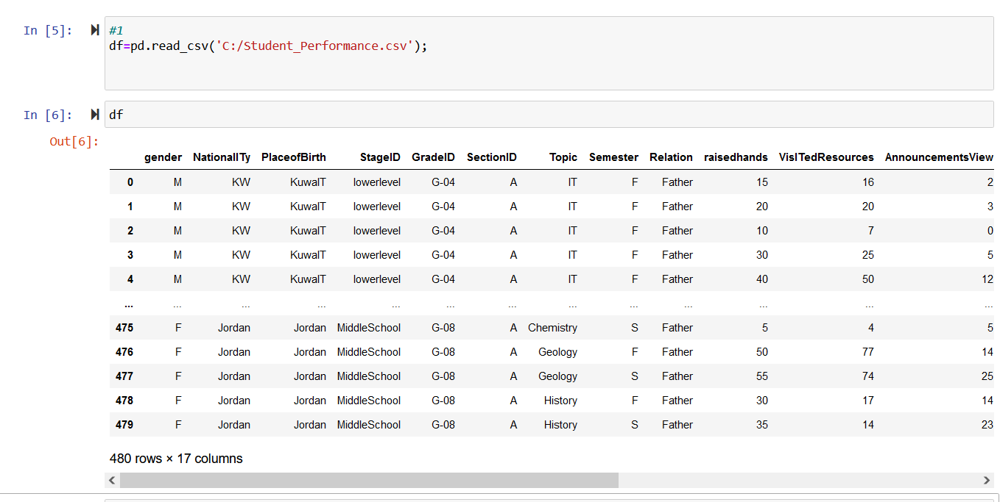 In [5]: #1
df=pd.read_csv('C:/Student_Performance.csv');
In [6]: df
Out[6]:
gender NationalITy PlaceofBirth StageID GradeID SectionID Topic Semester Relation raisedhands VisITedResources AnnouncementsView
0 M KW KuwaIT lowerlevel G-04 A IT F Father 15 16 2
1 M KW KuwaIT lowerlevel G-04 A IT F Father 20 20 3
2 M KW KuwaIT lowerlevel G-04 A IT F Father 10 7 0
3 M KW KuwaIT lowerlevel G-04 A IT F Father 30 25 5
4 M KW KuwaIT lowerlevel G-04 A IT F Father 40 50 12
... ... ... ... ... ... ... ... ... ... ... ... ...
475 F Jordan Jordan MiddleSchool G-08 A Chemistry S Father 5 4 5
476 F Jordan Jordan MiddleSchool G-08 A Geology F Father 50 77 14
477 F Jordan Jordan MiddleSchool G-08 A Geology S Father 55 74 25
478 F Jordan Jordan MiddleSchool G-08 A History F Father 30 17 14
479 F Jordan Jordan MiddleSchool G-08 A History S Father 35 14 23
480 rows × 17 columns